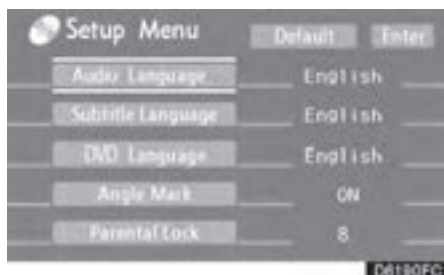 Setup Menu Default Enter
Audio Language English
Subtitle Language English
DVD Language English
Angle Mark ON
Parental Lock 8